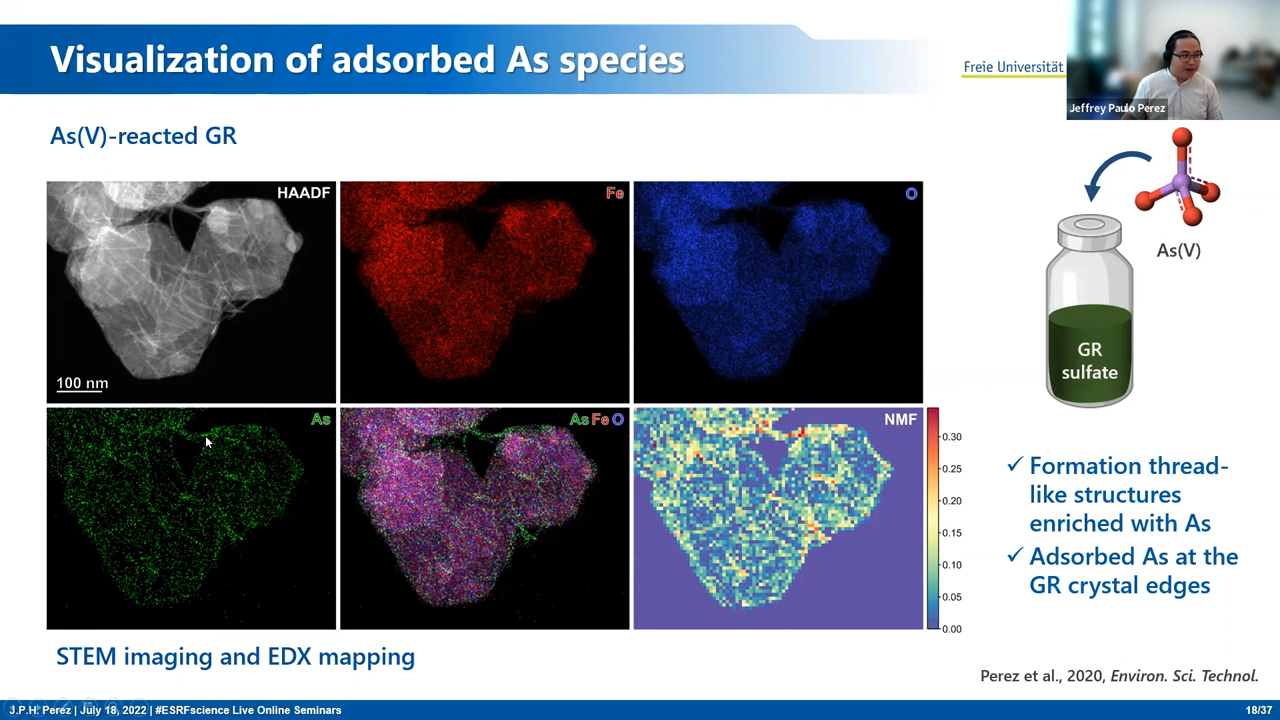 Visualization of adsorbed As species
Freie Universität
Jeffrey Paulo Perez
As(V)-reacted GR
HAADF
Fe
O
100 nm
As(V)
GR
sulfate
As
As Fe O
NMF
0.30
0.25
0.20
0.15
0.10
0.05
0.00
✓ Formation thread-
like structures
enriched with As
✓ Adsorbed As at the
GR crystal edges
STEM imaging and EDX mapping
Perez et al., 2020, Environ. Sci. Technol.
J.P.H. Perez | July 18, 2022 | #ESRFscience Live Online Seminars
18/37